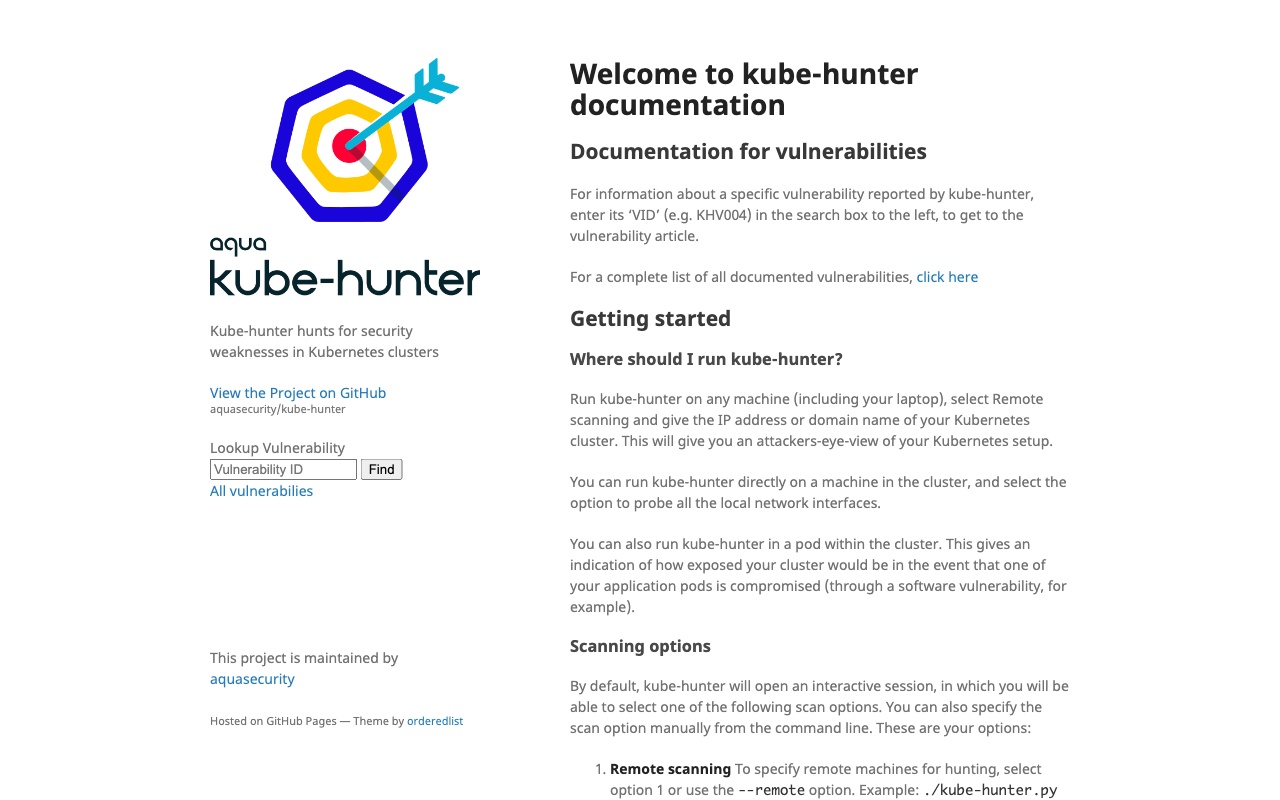 aqua
kube-hunter
Kube-hunter hunts for security
weaknesses in Kubernetes clusters
View the Project on GitHub
aquasecurity/kube-hunter
Lookup Vulnerability
Vulnerability ID Find
All vulnerabilies
This project is maintained by
aquasecurity
Hosted on GitHub Pages — Theme by orderedlist
Welcome to kube-hunter
documentation
Documentation for vulnerabilities
For information about a specific vulnerability reported by kube-hunter,
enter its ‘VID’ (e.g. KHV004) in the search box to the left, to get to the
vulnerability article.
For a complete list of all documented vulnerabilities, click here
Getting started
Where should I run kube-hunter?
Run kube-hunter on any machine (including your laptop), select Remote
scanning and give the IP address or domain name of your Kubernetes
cluster. This will give you an attackers-eye-view of your Kubernetes setup.
You can run kube-hunter directly on a machine in the cluster, and select the
option to probe all the local network interfaces.
You can also run kube-hunter in a pod within the cluster. This gives an
indication of how exposed your cluster would be in the event that one of
your application pods is compromised (through a software vulnerability, for
example).
Scanning options
By default, kube-hunter will open an interactive session, in which you will be
able to select one of the following scan options. You can also specify the
scan option manually from the command line. These are your options:
1. Remote scanning To specify remote machines for hunting, select
option 1 or use the --remote option. Example: ./kube-hunter.py